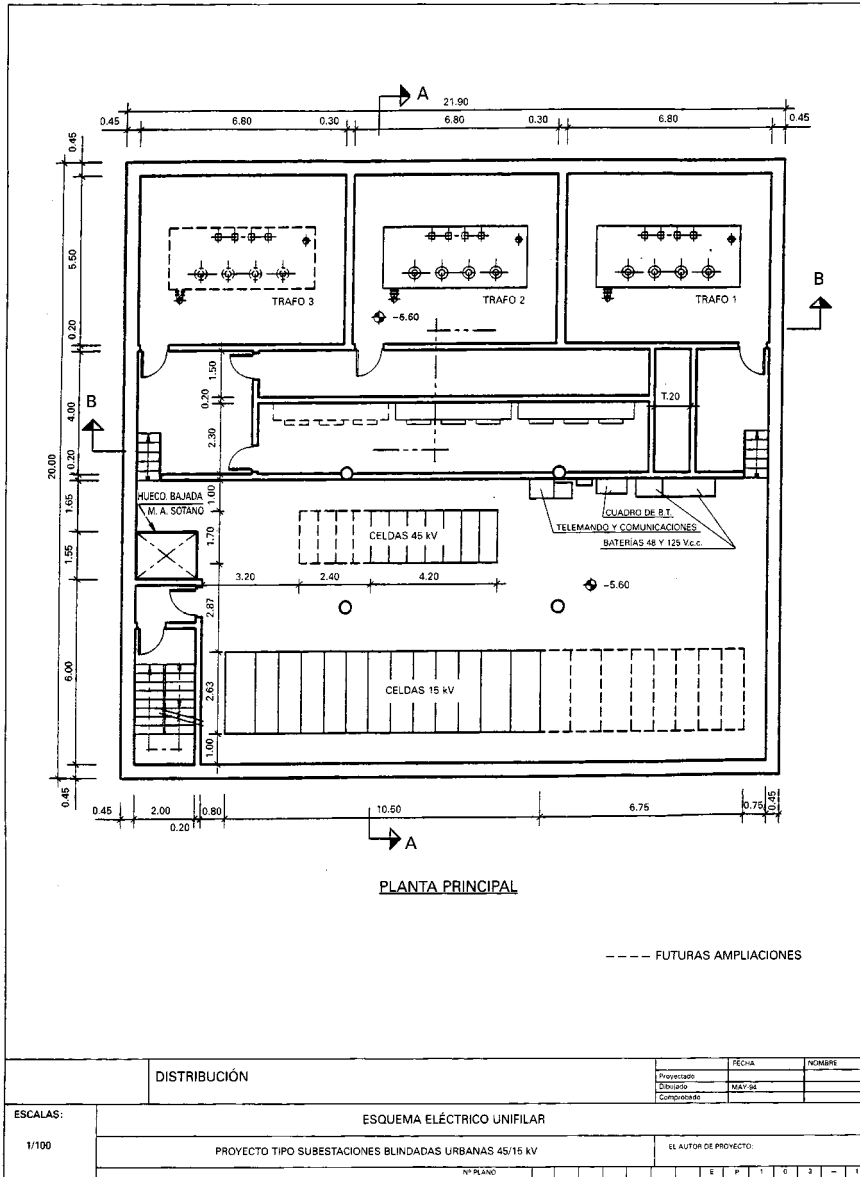 A
21.90
0.45 6.80 0.30 6.80 0.30 6.80 0.45
0.45
5.50
0.20
4.00
0.20
1.65
1.55
6.00
0.45
20.00
TRAFO 3
TRAFO 2
TRAFO 1
-5.60
B
B
1.50
0.20
2.30
T.20
HUECO. BAJADA
M. A. SOTANO
1.00
1.70
2.87
2.63
1.00
CUADRO DE B.T.
TELEMANDO Y COMUNICACIONES
BATERÍAS 48 Y 125 V.c.c.
CELDAS 45 kV
3.20 2.40 4.20
-5.60
CELDAS 15 kV
0.45 2.00 0.20 0.80 10.50 6.75 0.75 0.45
A
PLANTA PRINCIPAL
---- FUTURAS AMPLIACIONES
DISTRIBUCIÓN
FECHA NOMBRE
Proyectado
Dibujado MAY-94
Comprobado
ESCALAS:
1/100
ESQUEMA ELÉCTRICO UNIFILAR
PROYECTO TIPO SUBESTACIONES BLINDADAS URBANAS 45/15 kV
EL AUTOR DE PROYECTO:
Nº PLANO E P 1 0 3 - 1